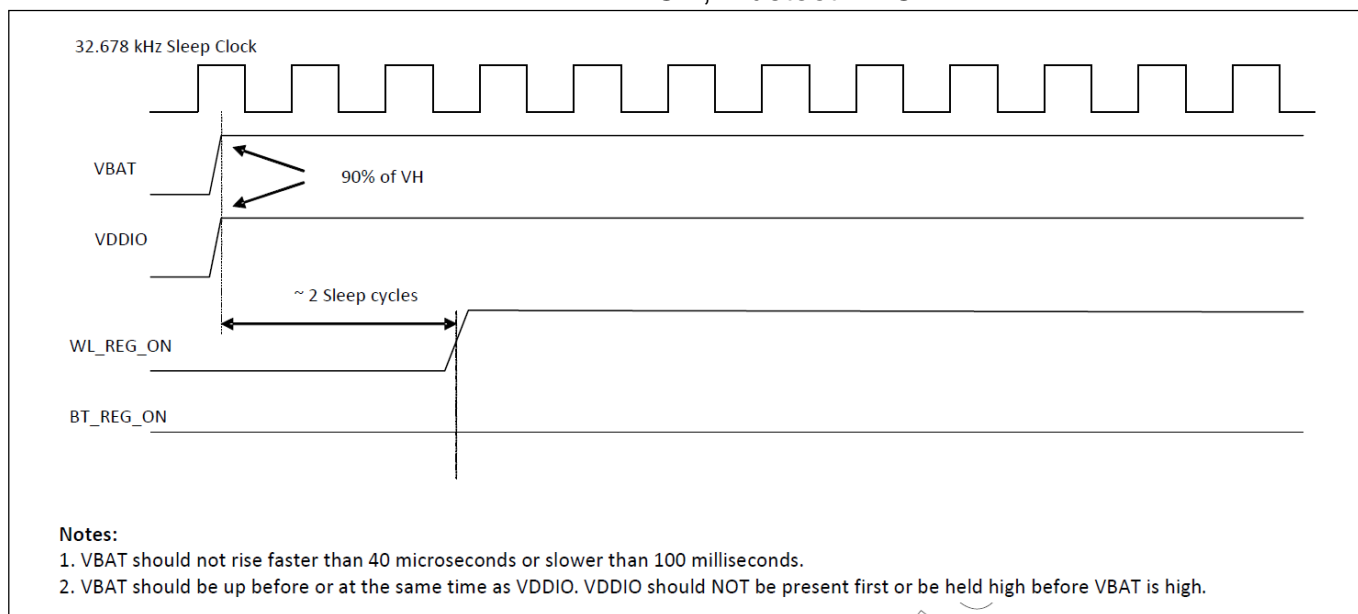 32.678 kHz Sleep Clock
VBAT
90% of VH
VDDIO
~ 2 Sleep cycles
WL_REG_ON
BT_REG_ON
Notes:
1. VBAT should not rise faster than 40 microseconds or slower than 100 milliseconds.
2. VBAT should be up before or at the same time as VDDIO. VDDIO should NOT be present first or be held high before VBAT is high.